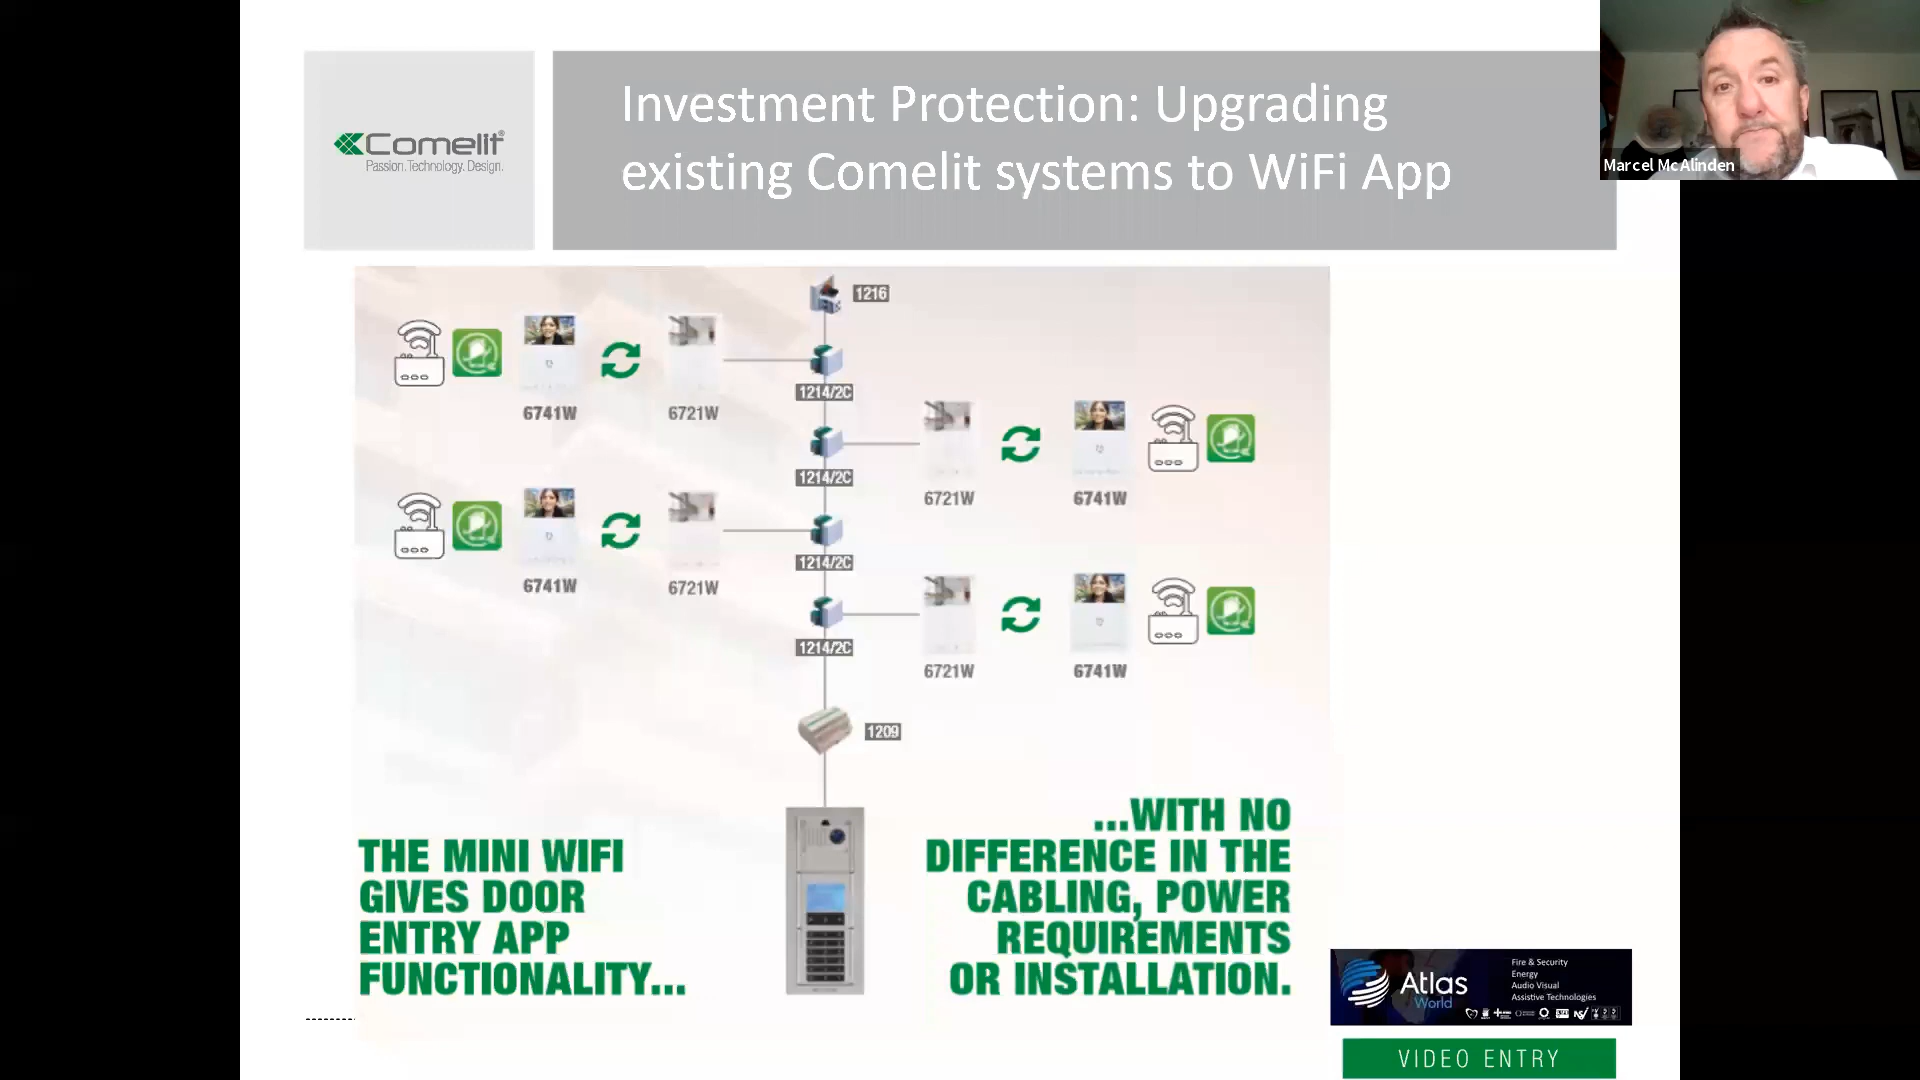 Comelit®
Passion. Technology. Design.
Investment Protection: Upgrading
existing Comelit systems to WiFi App
Marcel McAlinden
1216
1214/2C
6741W
6721W
1214/2C
6721W
6741W
1214/2C
6741W
6721W
1214/2C
6721W
6741W
1209
THE MINI WIFI
GIVES DOOR
ENTRY APP
FUNCTIONALITY...
...WITH NO
DIFFERENCE IN THE
CABLING, POWER
REQUIREMENTS
OR INSTALLATION.
Atlas
World
Fire & Security
Energy
Audio Visual
Assistive Technologies
VIDEO ENTRY